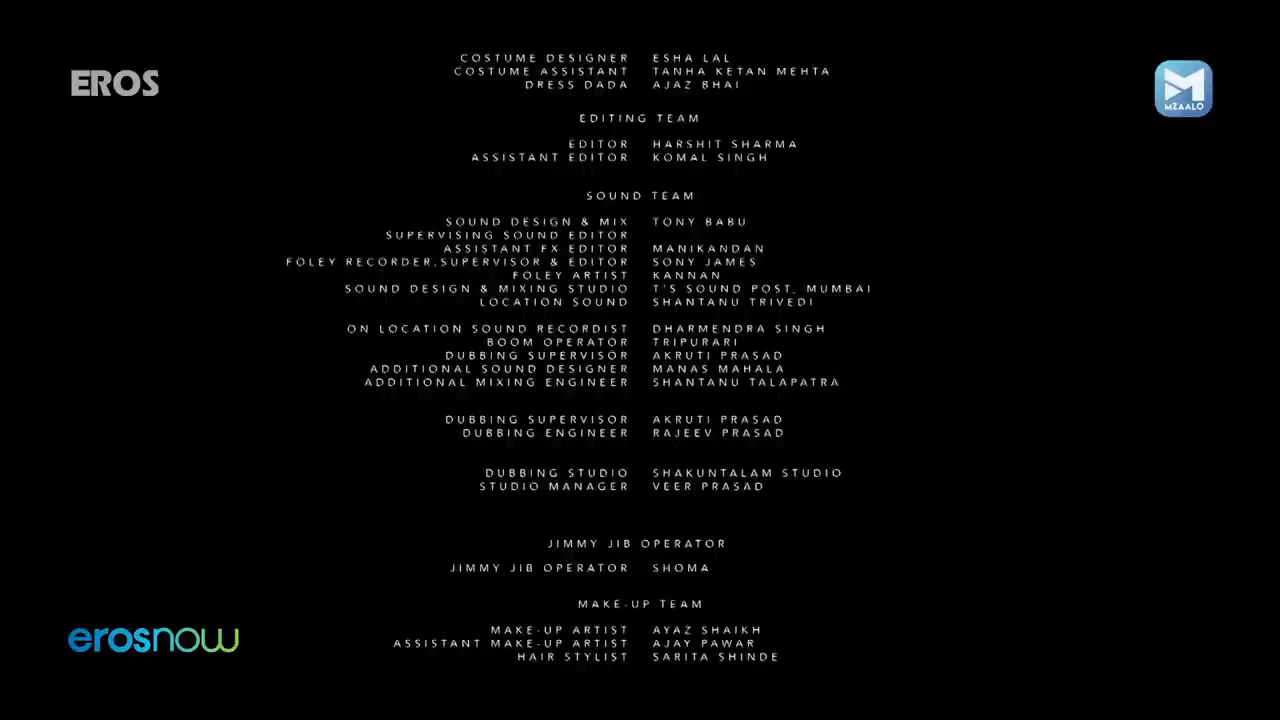 COSTUME DESIGNER ESHA LAL
COSTUME ASSISTANT TANHA KETAN MEHTA
DRESS DADA AJAZ BHAI
EROS
MZAALO
EDITING TEAM
EDITOR HARSHIT SHARMA
ASSISTANT EDITOR KOMAL SINGH
SOUND TEAM
SOUND DESIGN & MIX TONY BABU
SUPERVISING SOUND EDITOR
ASSISTANT FX EDITOR MANIKANDAN
FOLEY RECORDER,SUPERVISOR & EDITOR SONY JAMES
FOLEY ARTIST KANNAN
SOUND DESIGN & MIXING STUDIO T'S SOUND POST, MUMBAI
LOCATION SOUND SHANTANU TRIVEDI
ON LOCATION SOUND RECORDIST DHARMENDRA SINGH
BOOM OPERATOR TRIPURARI
DUBBING SUPERVISOR AKRUTI PRASAD
ADDITIONAL SOUND DESIGNER MANAS MAHALA
ADDITIONAL MIXING ENGINEER SHANTANU TALAPATRA
DUBBING SUPERVISOR AKRUTI PRASAD
DUBBING ENGINEER RAJEEV PRASAD
DUBBING STUDIO SHAKUNTALAM STUDIO
STUDIO MANAGER VEER PRASAD
JIMMY JIB OPERATOR
JIMMY JIB OPERATOR SHOMA
MAKE-UP TEAM
MAKE-UP ARTIST AYAZ SHAIKH
ASSISTANT MAKE-UP ARTIST AJAY PAWAR
HAIR STYLIST SARITA SHINDE
erosnow